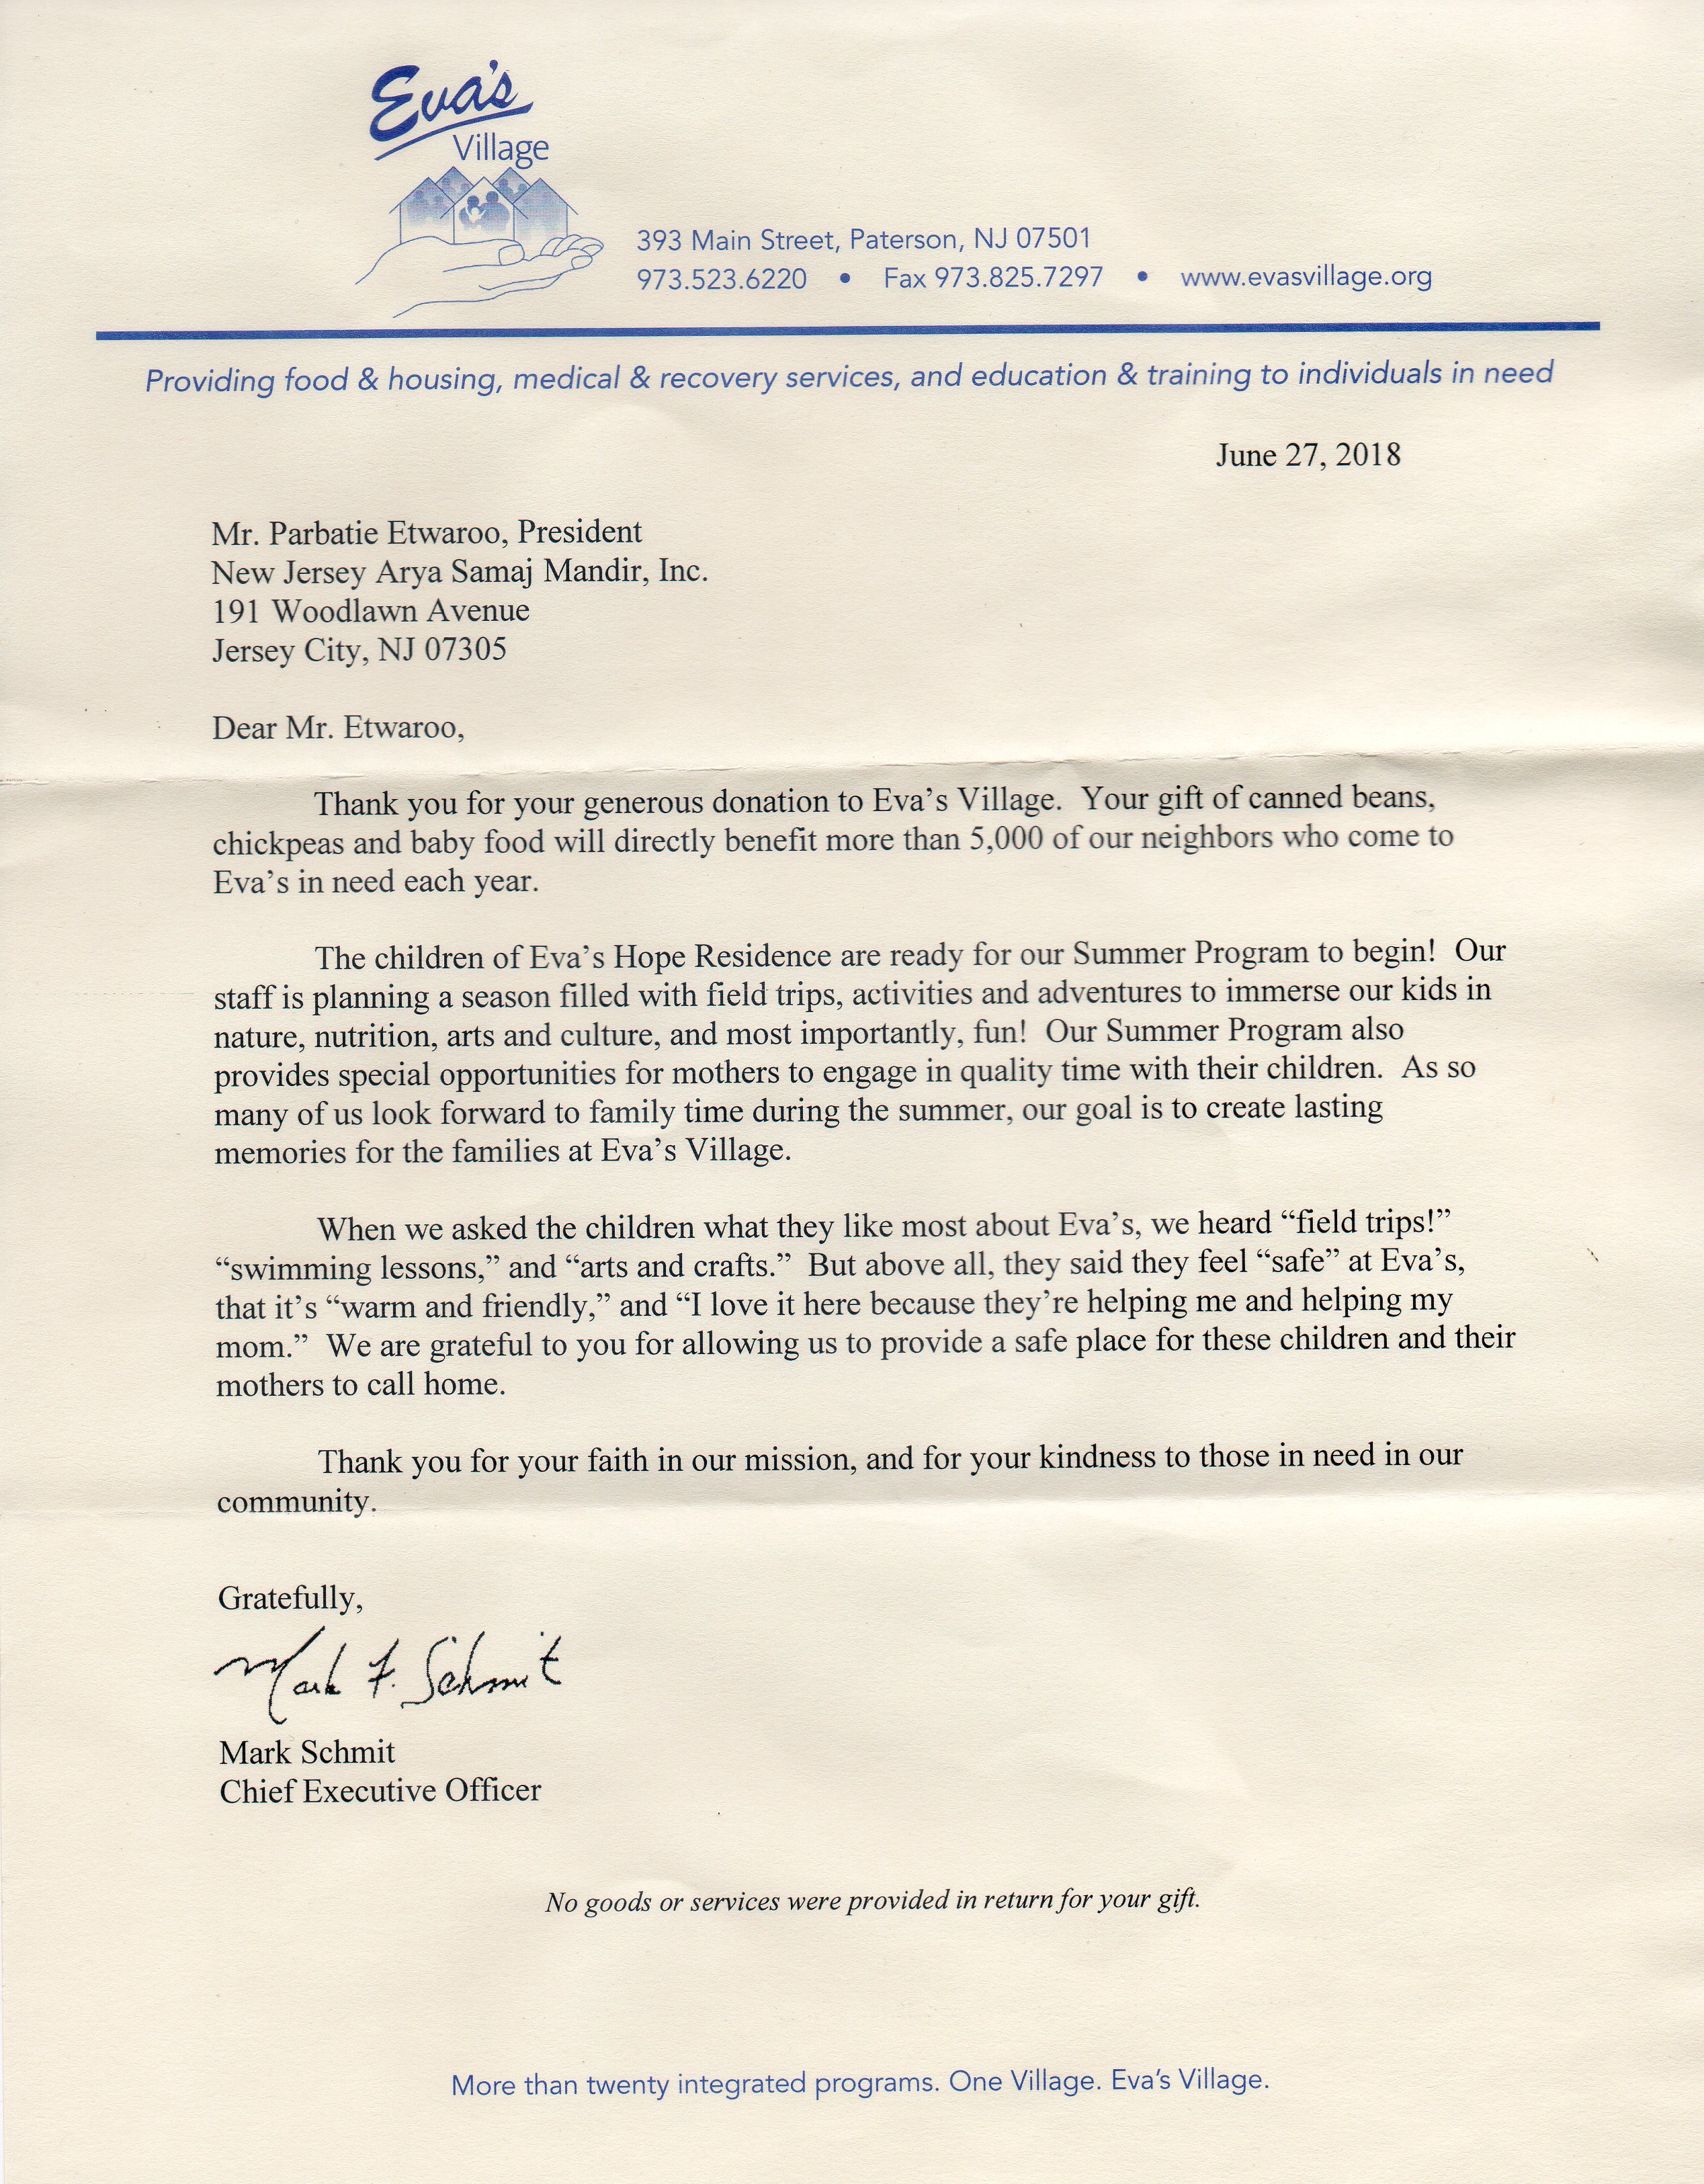 Eva's
Village
393 Main Street, Paterson, NJ 07501
973.523.6220 • Fax 973.825.7297 • www.evasvillage.org
Providing food & housing, medical & recovery services, and education & training to individuals in need
June 27, 2018
Mr. Parbatie Etwaroo, President
New Jersey Arya Samaj Mandir, Inc.
191 Woodlawn Avenue
Jersey City, NJ 07305
Dear Mr. Etwaroo,
Thank you for your generous donation to Eva’s Village.  Your gift of canned beans,
chickpeas and baby food will directly benefit more than 5,000 of our neighbors who come to
Eva’s in need each year.
The children of Eva’s Hope Residence are ready for our Summer Program to begin!  Our
staff is planning a season filled with field trips, activities and adventures to immerse our kids in
nature, nutrition, arts and culture, and most importantly, fun!  Our Summer Program also
provides special opportunities for mothers to engage in quality time with their children.  As so
many of us look forward to family time during the summer, our goal is to create lasting
memories for the families at Eva’s Village.
When we asked the children what they like most about Eva’s, we heard “field trips!”
“swimming lessons,” and “arts and crafts.”  But above all, they said they feel “safe” at Eva’s,
that it’s “warm and friendly,” and “I love it here because they’re helping me and helping my
mom.”  We are grateful to you for allowing us to provide a safe place for these children and their
mothers to call home.
Thank you for your faith in our mission, and for your kindness to those in need in our
community.
Gratefully,
Mark F. Schmit
Mark Schmit
Chief Executive Officer
No goods or services were provided in return for your gift.
More than twenty integrated programs. One Village. Eva’s Village.